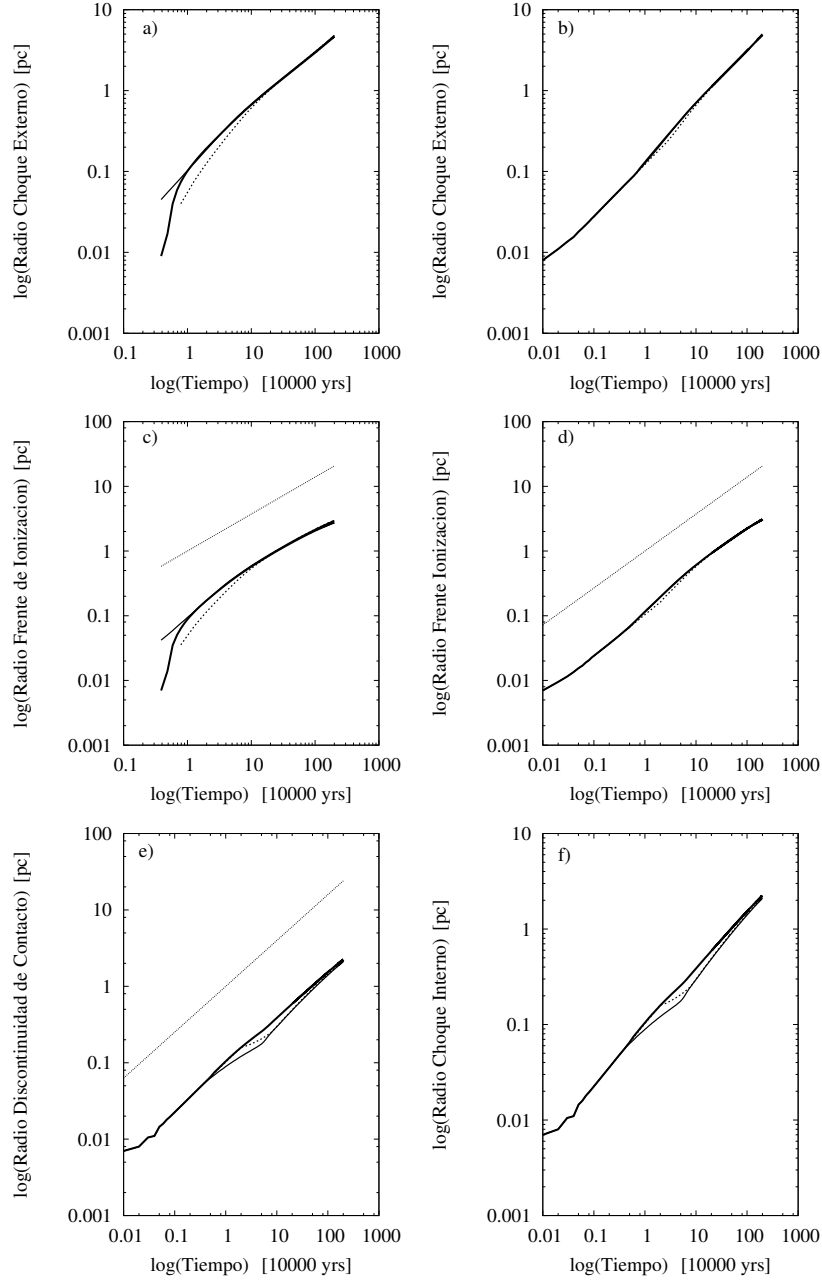 log(Radio Choque Externo) [pc]
10
1
0.1
0.01
0.001
a)
0.1 1 10 100 1000
log(Tiempo) [10000 yrs]
log(Radio Choque Externo) [pc]
10
1
0.1
0.01
0.001
b)
0.01 0.1 1 10 100 1000
log(Tiempo) [10000 yrs]
log(Radio Frente de Ionizacion) [pc]
100
10
1
0.1
0.01
0.001
c)
0.1 1 10 100 1000
log(Tiempo) [10000 yrs]
log(Radio Frente Ionizacion) [pc]
100
10
1
0.1
0.01
0.001
d)
0.01 0.1 1 10 100 1000
log(Tiempo) [10000 yrs]
log(Radio Discontinuidad de Contacto) [pc]
100
10
1
0.1
0.01
0.001
e)
0.01 0.1 1 10 100 1000
log(Tiempo) [10000 yrs]
log(Radio Choque Interno) [pc]
10
1
0.1
0.01
0.001
f)
0.01 0.1 1 10 100 1000
log(Tiempo) [10000 yrs]